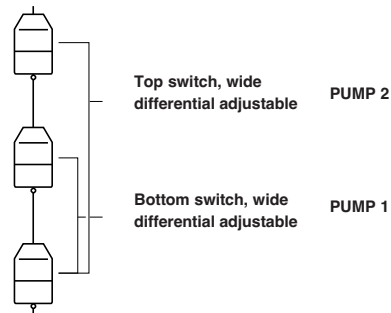 Top switch, wide
differential adjustable
PUMP 2
Bottom switch, wide
differential adjustable
PUMP 1